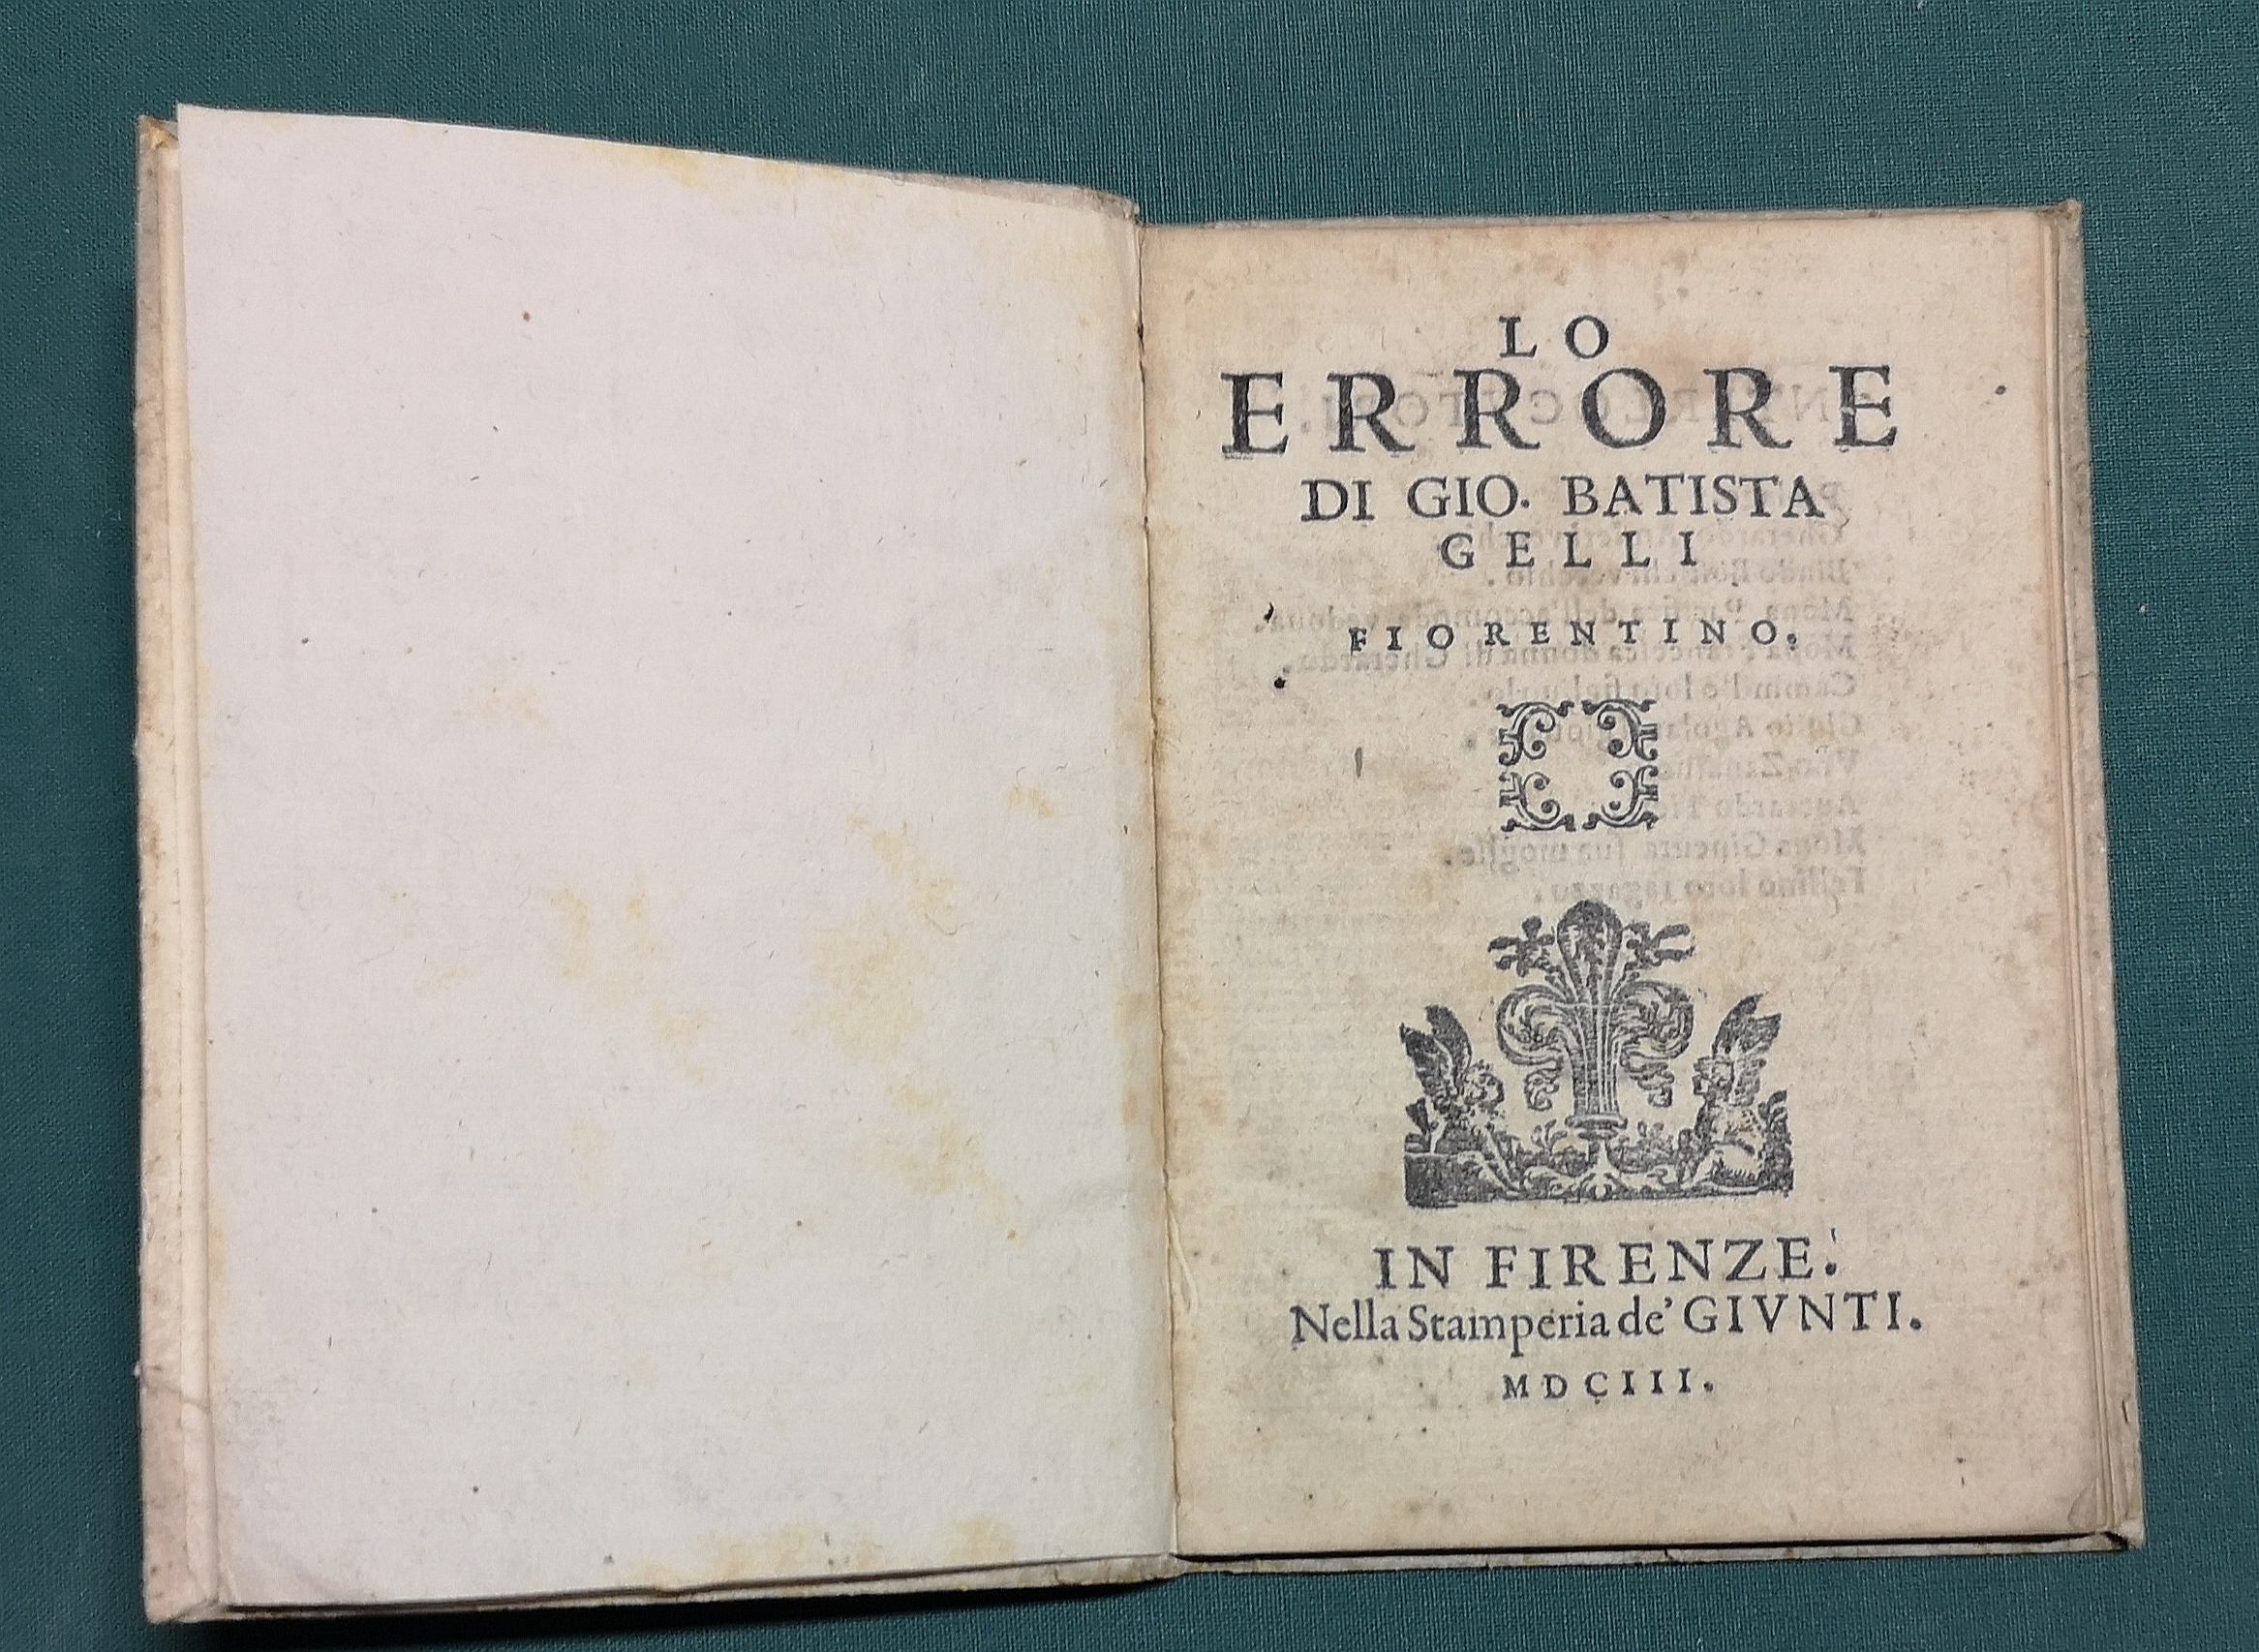 LO
ERRORE
DI GIO. BATISTA
GELLI
FIORENTINO.
IN FIRENZE.
Nella Stamperia de' GIVNTI.
MDCIII.